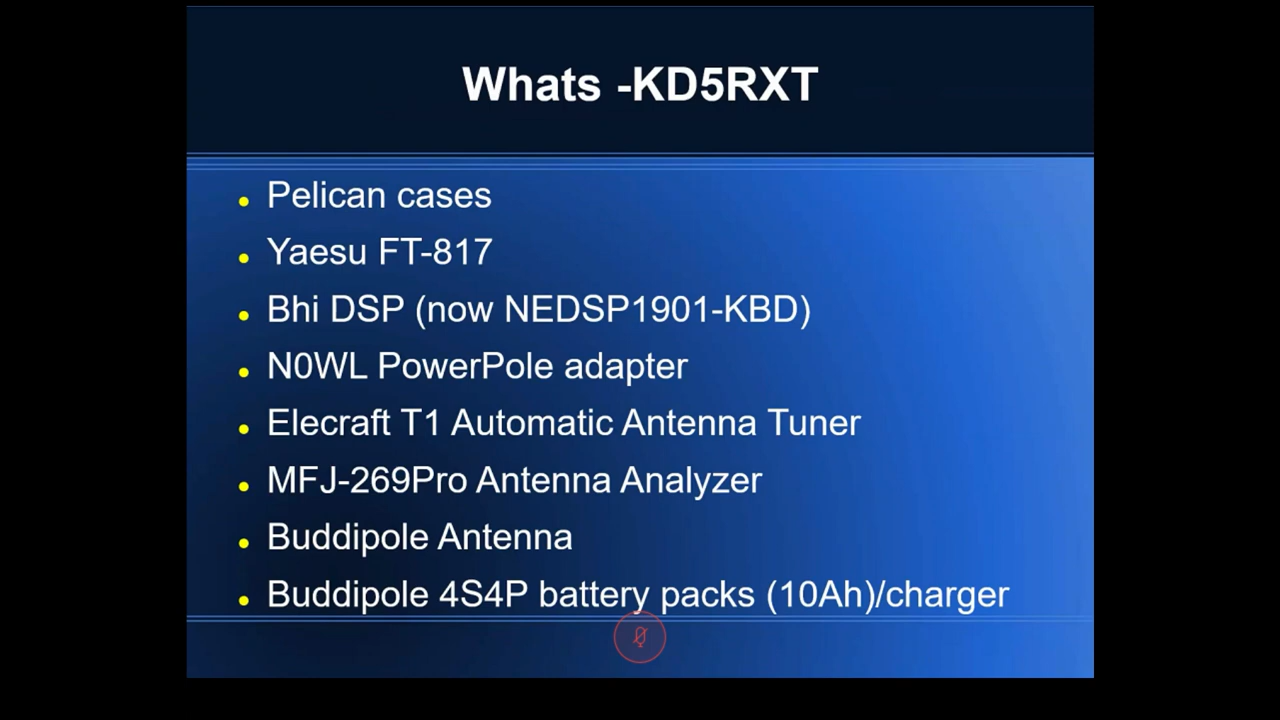 Whats -KD5RXT
Pelican cases
Yaesu FT-817
Bhi DSP (now NEDSP1901-KBD)
N0WL PowerPole adapter
Elecraft T1 Automatic Antenna Tuner
MFJ-269Pro Antenna Analyzer
Buddipole Antenna
Buddipole 4S4P battery packs (10Ah)/charger